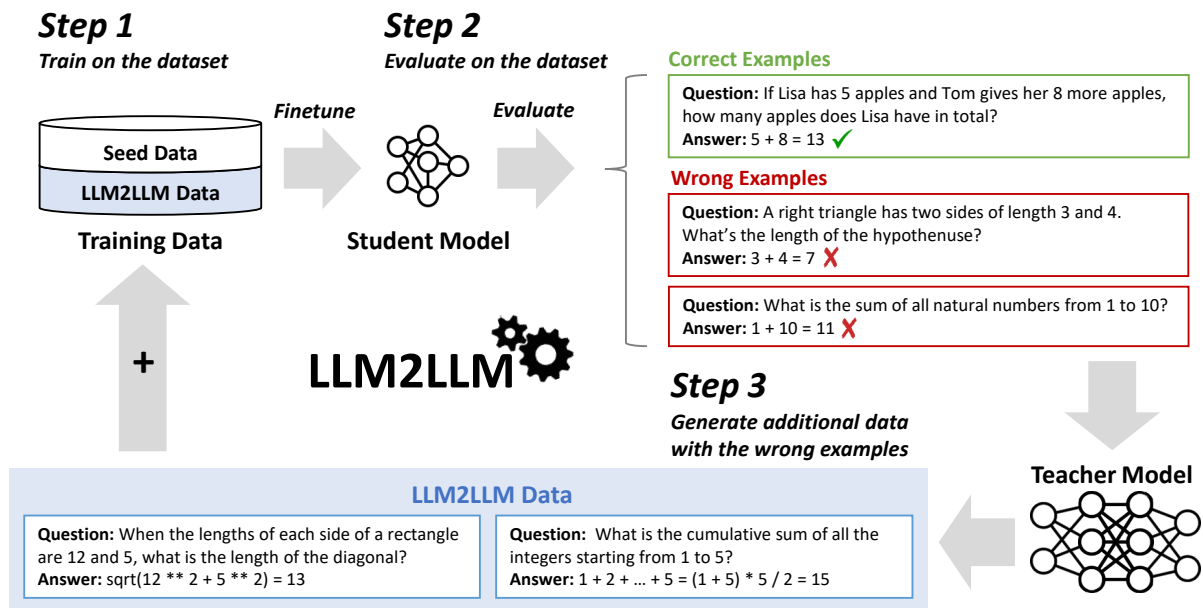 Step 1
Train on the dataset
Seed Data
LLM2LLM Data
Training Data
Finetune
Step 2
Evaluate on the dataset
Student Model
Evaluate
Correct Examples
Question: If Lisa has 5 apples and Tom gives her 8 more apples,
how many apples does Lisa have in total?
Answer: 5 + 8 = 13 ✓
Wrong Examples
Question: A right triangle has two sides of length 3 and 4.
What's the length of the hypothenuse?
Answer: 3 + 4 = 7 ✗
Question: What is the sum of all natural numbers from 1 to 10?
Answer: 1 + 10 = 11 ✗
+
LLM2LLM
Step 3
Generate additional data
with the wrong examples
Teacher Model
LLM2LLM Data
Question: When the lengths of each side of a rectangle
are 12 and 5, what is the length of the diagonal?
Answer: sqrt(12 ** 2 + 5 ** 2) = 13
Question: What is the cumulative sum of all the
integers starting from 1 to 5?
Answer: 1 + 2 + … + 5 = (1 + 5) * 5 / 2 = 15